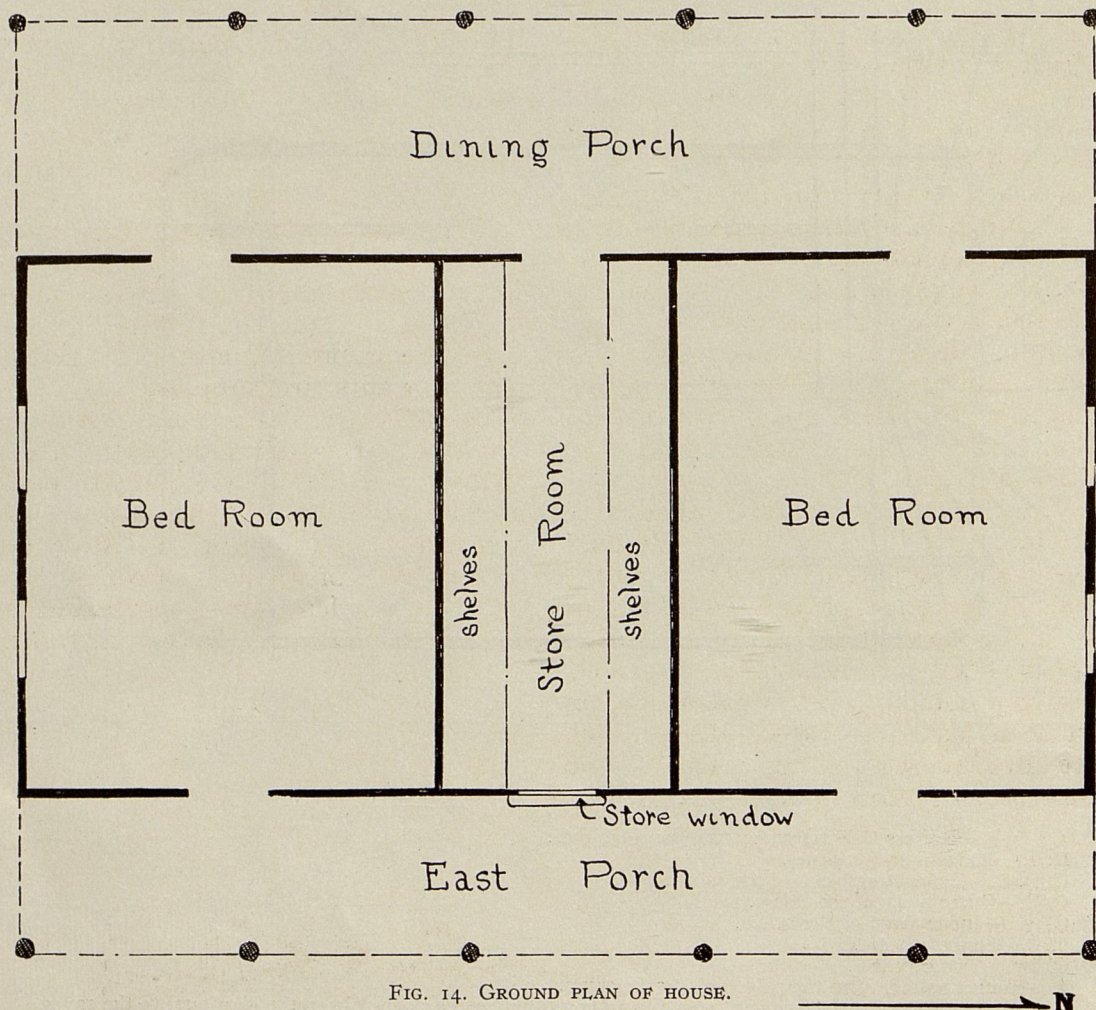 Dining Porch
Bed Room
shelves
Store Room
shelves
Bed Room
Store window
East Porch
FIG. 14. GROUND PLAN OF HOUSE.
N